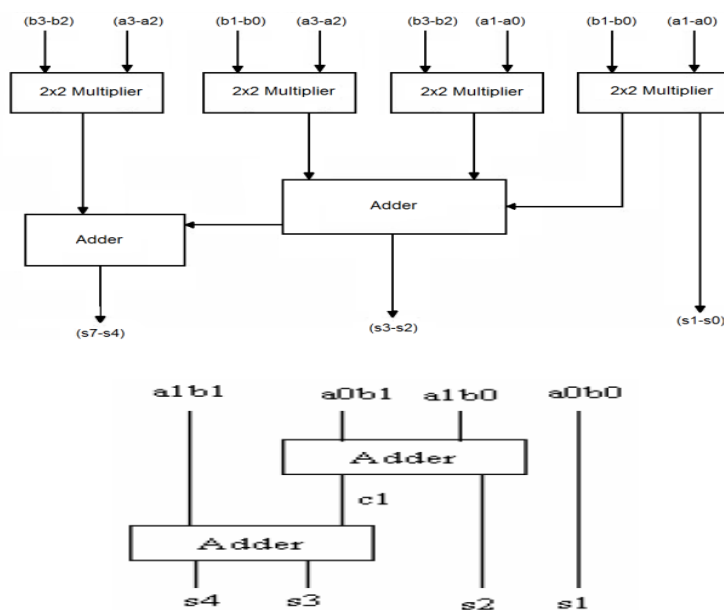 (b3-b2) (a3-a2) (b1-b0) (a3-a2) (b3-b2) (a1-a0) (b1-b0) (a1-a0)
2x2 Multiplier 2x2 Multiplier 2x2 Multiplier 2x2 Multiplier
Adder
Adder
(s7-s4) (s3-s2) (s1-s0)
a1b1 a0b1 a1b0 a0b0
Adder
c1
Adder
s4 s3 s2 s1